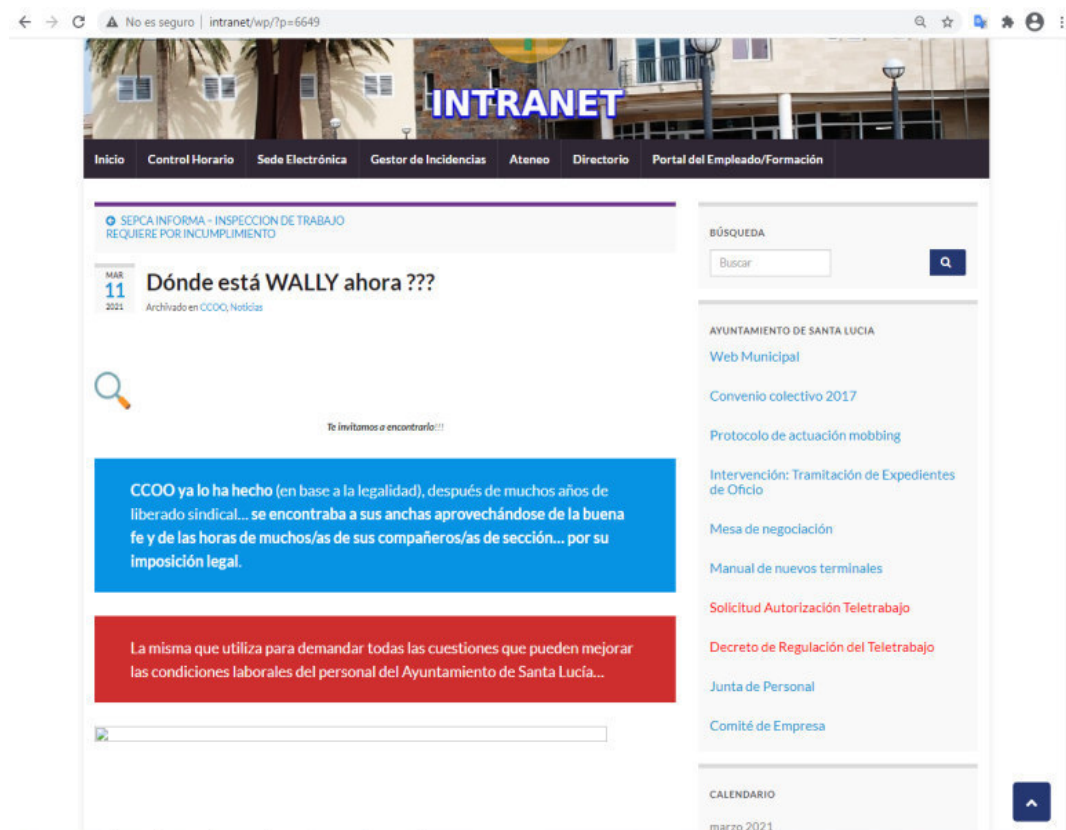 No es seguro | intranet/wp/?p=6649
INTRANET
Inicio Control Horario Sede Electrónica Gestor de Incidencias Ateneo Directorio Portal del Empleado/Formación
SEPCA INFORMA – INSPECCION DE TRABAJO
REQUIERE POR INCUMPLIMIENTO
MAR
11
2021
Dónde está WALLY ahora ???
Archivado en CCOO, Noticias
Te invitamos a encontrarlo!!!
CCOO ya lo ha hecho (en base a la legalidad), después de muchos años de
liberado sindical... se encontraba a sus anchas aprovechándose de la buena
fe y de las horas de muchos/as de sus compañeros/as de sección... por su
imposición legal.
La misma que utiliza para demandar todas las cuestiones que pueden mejorar
las condiciones laborales del personal del Ayuntamiento de Santa Lucía...
BÚSQUEDA
Buscar
AYUNTAMIENTO DE SANTA LUCIA
Web Municipal
Convenio colectivo 2017
Protocolo de actuación mobbing
Intervención: Tramitación de Expedientes
de Oficio
Mesa de negociación
Manual de nuevos terminales
Solicitud Autorización Teletrabajo
Decreto de Regulación del Teletrabajo
Junta de Personal
Comité de Empresa
CALENDARIO
marzo 2021